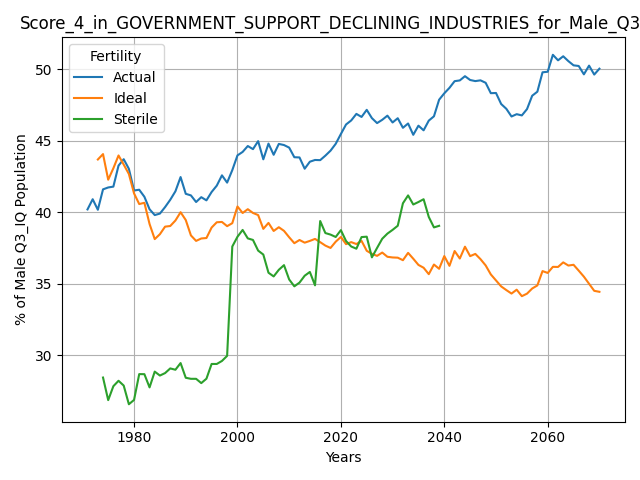 Score_4_in_GOVERNMENT_SUPPORT_DECLINING_INDUSTRIES_for_Male_Q3
Fertility
Actual
Ideal
Sterile
% of Male Q3_IQ Population
50
45
40
35
30
1980 2000 2020 2040 2060
Years